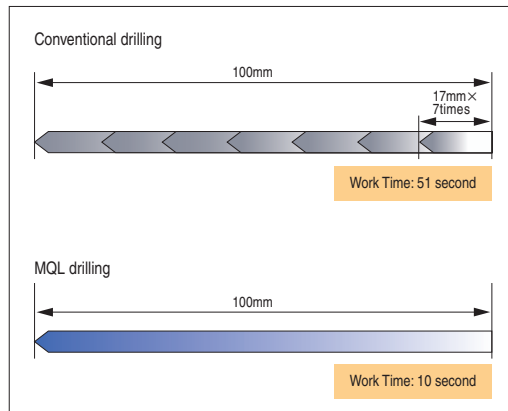 Conventional drilling
100mm
17mm×
7times
Work Time: 51 second
MQL drilling
100mm
Work Time: 10 second